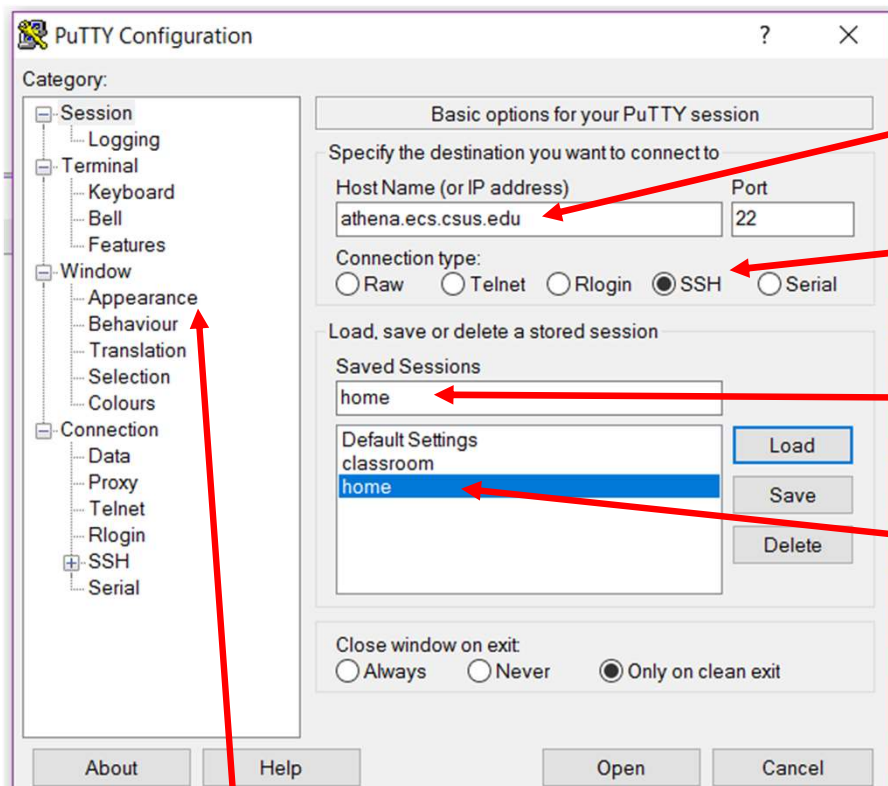 PuTTY Configuration
?
Category:
Session
Logging
Terminal
Keyboard
Bell
Features
Window
Appearance
Behaviour
Translation
Selection
Colours
Connection
Data
Proxy
Telnet
Rlogin
SSH
Serial
Basic options for your PuTTY session
Specify the destination you want to connect to
Host Name (or IP address) Port
athena.ecs.csus.edu 22
Connection type:
Raw Telnet Rlogin SSH Serial
Load, save or delete a stored session
Saved Sessions
home
Default Settings
classroom
home
Load
Save
Delete
Close window on exit:
Always Never Only on clean exit
About Help Open Cancel